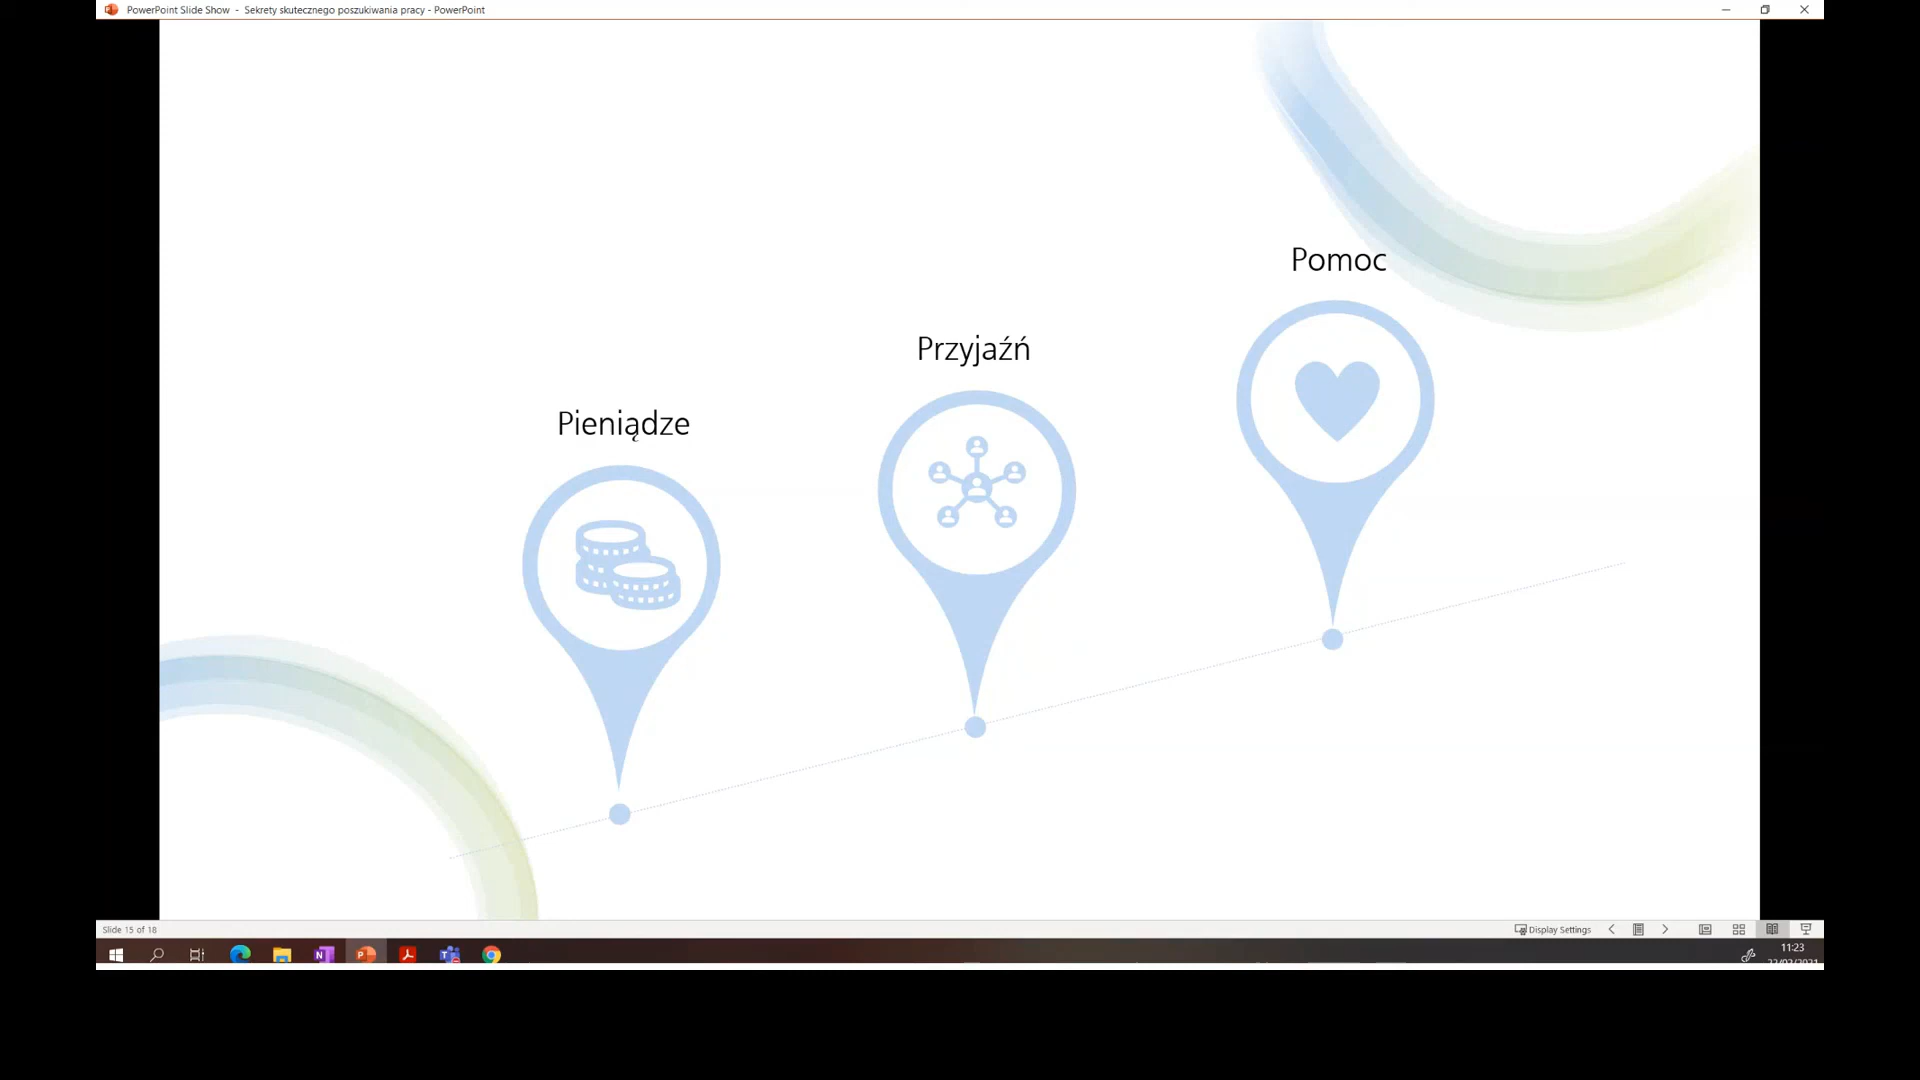 PowerPoint Slide Show - Sekrety skutecznego poszukiwania pracy - PowerPoint
Pomoc
Przyjaźń
Pieniądze
Slide 15 of 18
Display Settings
11:23